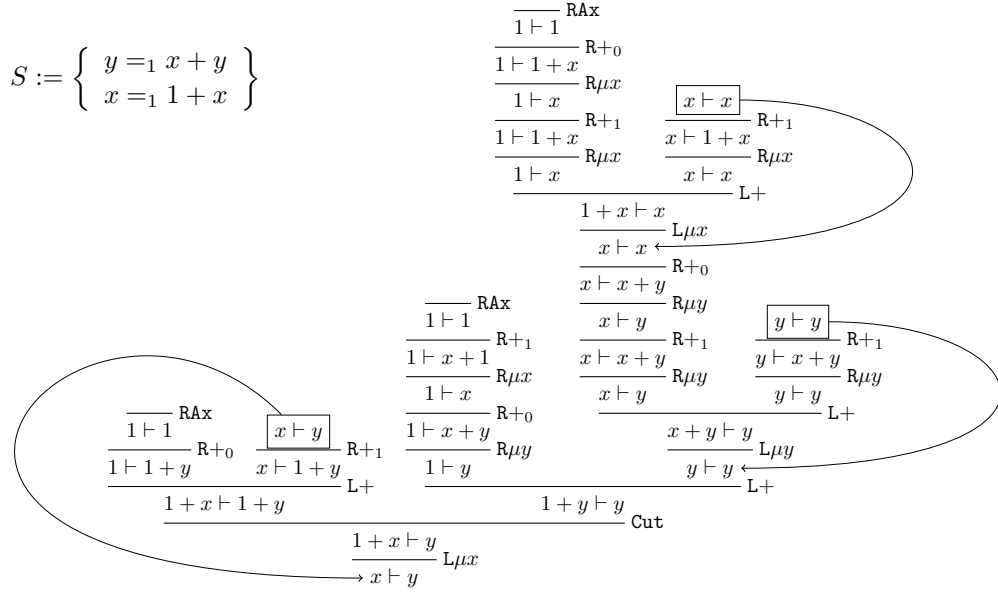 1 ⊢ 1 RAx
1 ⊢ 1 + x R+₀
1 ⊢ x Rμx
x ⊢ x
1 ⊢ 1 + x R+₁
x ⊢ 1 + x R+₁
1 ⊢ x Rμx
x ⊢ x Rμx
S := { y =₁ x + y
x =₁ 1 + x }
1 + x ⊢ x L+
x ⊢ x Lμx
x ⊢ x + y R+₀
1 ⊢ 1 RAx
x ⊢ y Rμy
y ⊢ y
1 ⊢ x + 1 R+₁
x ⊢ x + y R+₁
y ⊢ x + y R+₁
1 ⊢ x Rμx
x ⊢ y Rμy
y ⊢ y Rμy
1 ⊢ 1 RAx
x ⊢ y
1 ⊢ x + y R+₀
x + y ⊢ y L+
1 ⊢ 1 + y R+₀
x ⊢ 1 + y R+₁
1 ⊢ y Rμy
y ⊢ y Lμy
1 + x ⊢ 1 + y L+
1 + y ⊢ y L+
1 + x ⊢ y Cut
x ⊢ y Lμx